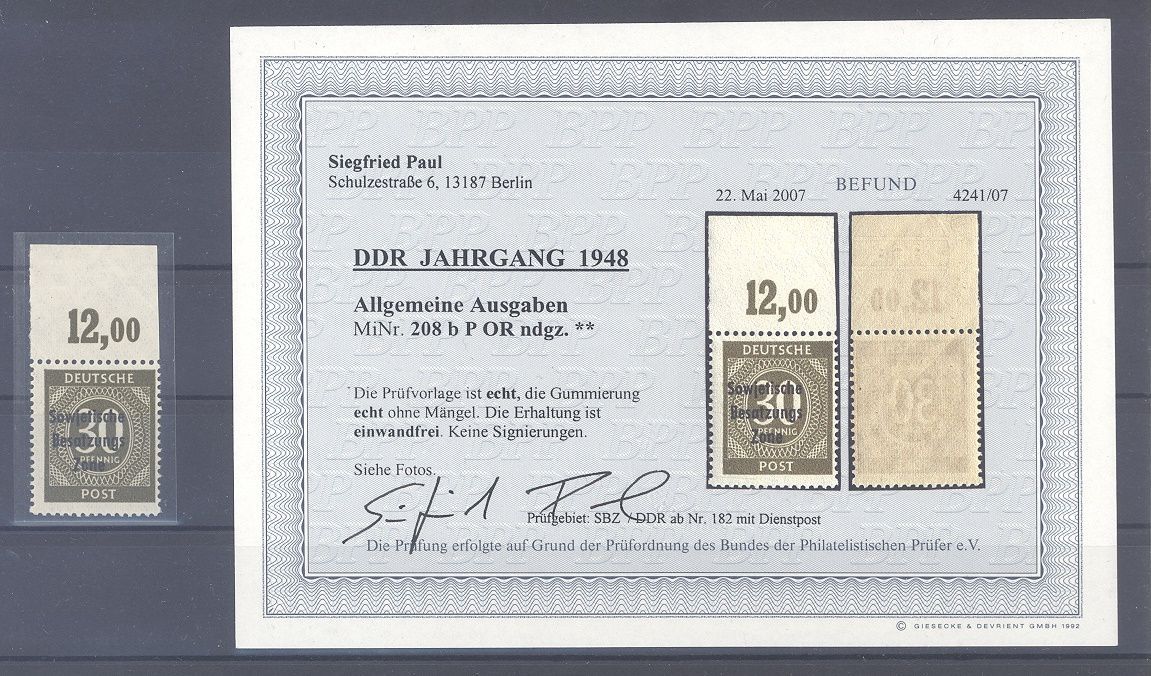 12,00
DEUTSCHE
Sowjetische
30
Besatzungs
PFENNIG
Zone
POST
Siegfried Paul
Schulzestraße 6, 13187 Berlin
22. Mai 2007
BEFUND
4241/07
DDR JAHRGANG 1948
Allgemeine Ausgaben
MiNr. 208 b P OR ndgz. **
Die Prüfvorlage ist echt, die Gummierung
echt ohne Mängel. Die Erhaltung ist
einwandfrei. Keine Signierungen.
Siehe Fotos.
12,00
DEUTSCHE
Sowjetische
30
Besatzungs
PFENNIG
Zone
POST
12,00
Prüfgebiet: SBZ / DDR ab Nr. 182 mit Dienstpost
Die Prüfung erfolgte auf Grund der Prüfordnung des Bundes der Philatelistischen Prüfer e.V.
© GIESECKE & DEVRIENT GMBH 1992
BPP